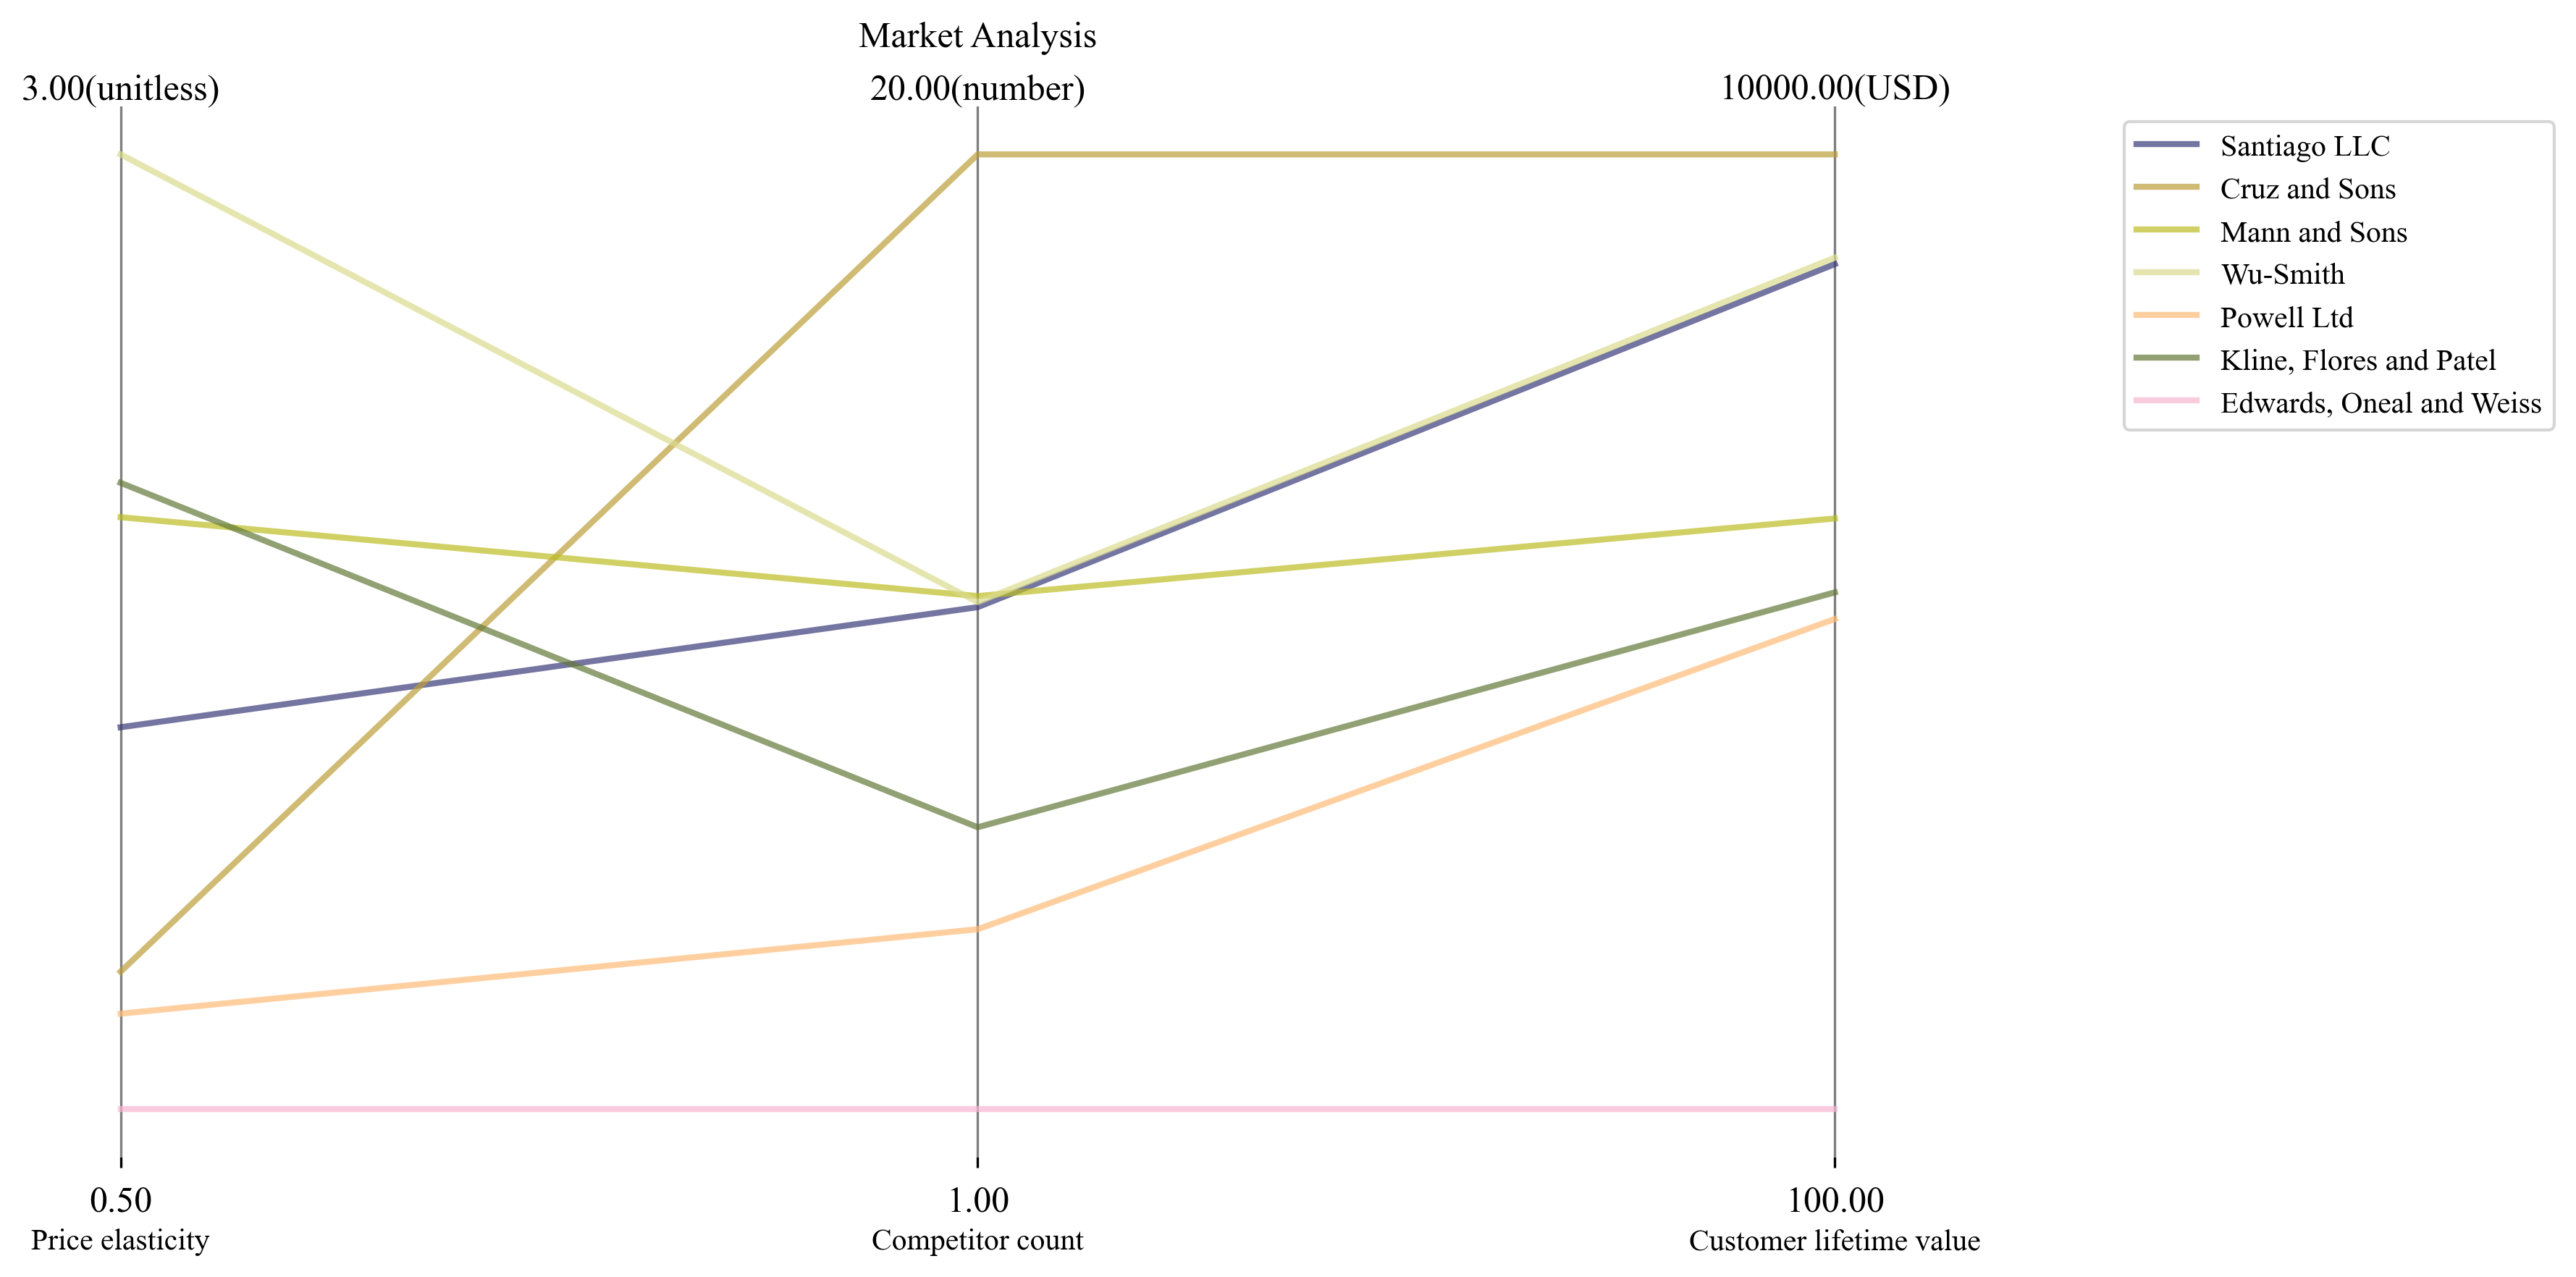 Market Analysis
3.00(unitless)
20.00(number)
10000.00(USD)
Santiago LLC
Cruz and Sons
Mann and Sons
Wu-Smith
Powell Ltd
Kline, Flores and Patel
Edwards, Oneal and Weiss
0.50
1.00
100.00
Price elasticity
Competitor count
Customer lifetime value